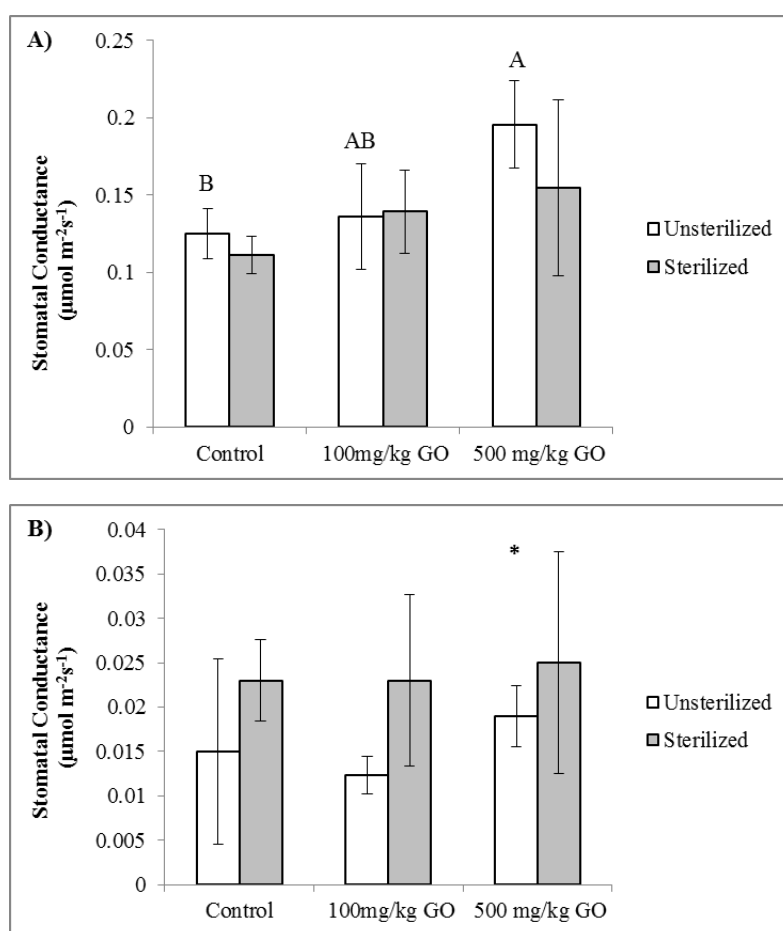 A)
0.25
0.2
0.15
0.1
0.05
0
Stomatal Conductance
(µmol m⁻²s⁻¹)
B
AB
A
Control
100mg/kg GO
500 mg/kg GO
Unsterilized
Sterilized
B)
0.04
0.035
0.03
0.025
0.02
0.015
0.01
0.005
0
Stomatal Conductance
(µmol m⁻²s⁻¹)
*
Control
100mg/kg GO
500 mg/kg GO
Unsterilized
Sterilized